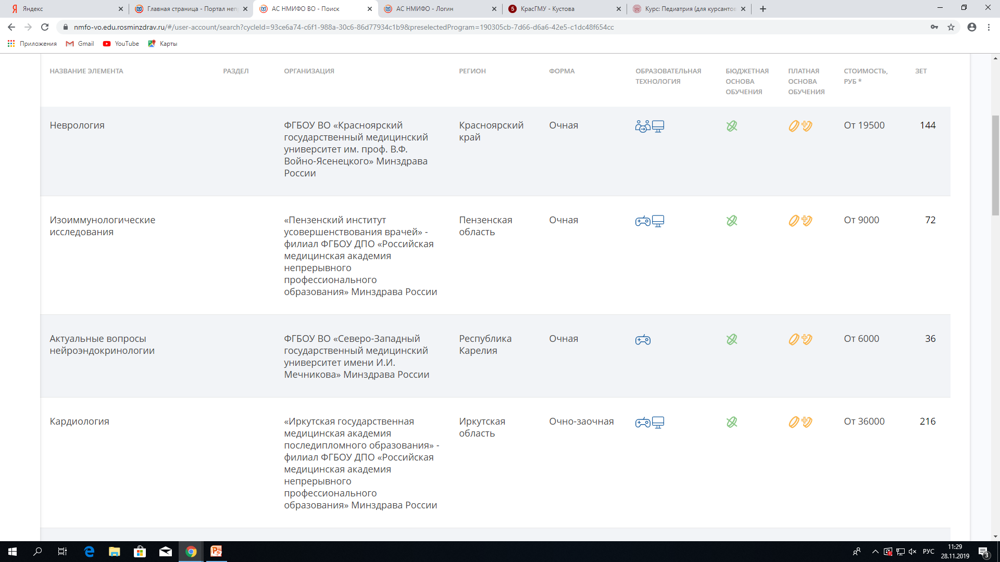 Яндекс
Главная страница - Портал неп
АС НМИФО ВО - Поиск
АС НМИФО - Логин
КрасГМУ - Кустова
Курс: Педиатрия (для курсантов
nmfo-vo.edu.rosminzdrav.ru/#/user-account/search?cycleId=93ce6a74-c6f1-988a-30c6-86d77934c1b9&preselectedProgram=190305cb-7d66-d6a6-42e5-c1dc48f654cc
Приложения
Gmail
YouTube
Карты
НАЗВАНИЕ ЭЛЕМЕНТА
РАЗДЕЛ
ОРГАНИЗАЦИЯ
РЕГИОН
ФОРМА
ОБРАЗОВАТЕЛЬНАЯ
ТЕХНОЛОГИЯ
БЮДЖЕТНАЯ
ОСНОВА
ОБУЧЕНИЯ
ПЛАТНАЯ
ОСНОВА
ОБУЧЕНИЯ
СТОИМОСТЬ,
РУБ *
ЗЕТ
Неврология
ФГБОУ ВО «Красноярский
государственный медицинский
университет им. проф. В.Ф.
Войно-Ясенецкого» Минздрава
России
Красноярский
край
Очная
От 19500
144
Изоиммунологические
исследования
«Пензенский институт
усовершенствования врачей» -
филиал ФГБОУ ДПО «Российская
медицинская академия
непрерывного
профессионального
образования» Минздрава России
Пензенская
область
Очная
От 9000
72
Актуальные вопросы
нейроэндокринологии
ФГБОУ ВО «Северо-Западный
государственный медицинский
университет имени И.И.
Мечникова» Минздрава России
Республика
Карелия
Очная
От 6000
36
Кардиология
«Иркутская государственная
медицинская академия
последипломного образования» -
филиал ФГБОУ ДПО «Российская
медицинская академия
непрерывного
профессионального
образования» Минздрава России
Иркутская
область
Очно-заочная
От 36000
216
РУС
11:29
28.11.2019
3